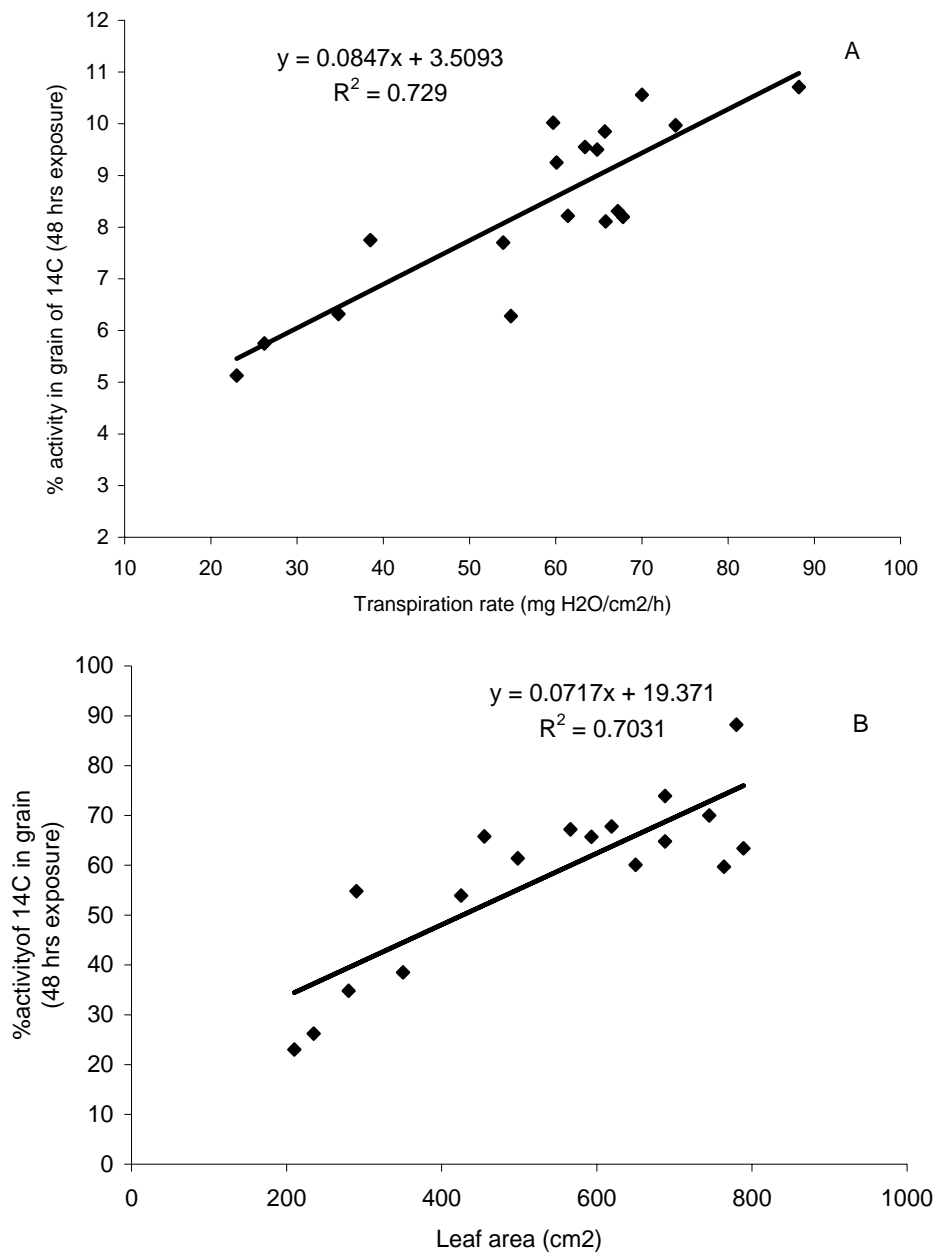 12
11
10
9
8
7
6
5
4
3
2
% activity in grain of 14C (48 hrs exposure)
y = 0.0847x + 3.5093
R² = 0.729
A
10 20 30 40 50 60 70 80 90 100
Transpiration rate (mg H2O/cm2/h)
100
90
80
70
60
50
40
30
20
10
0
%activityof 14C in grain
(48 hrs exposure)
y = 0.0717x + 19.371
R² = 0.7031
B
0 200 400 600 800 1000
Leaf area (cm2)